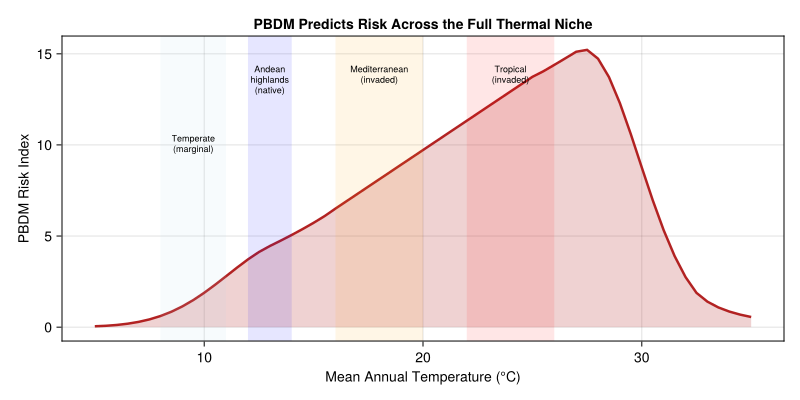 PBDM Predicts Risk Across the Full Thermal Niche
PBDM Risk Index
15
10
5
0
Temperate
(marginal)
Andean
highlands
(native)
Mediterranean
(invaded)
Tropical
(invaded)
10
20
30
Mean Annual Temperature (°C)